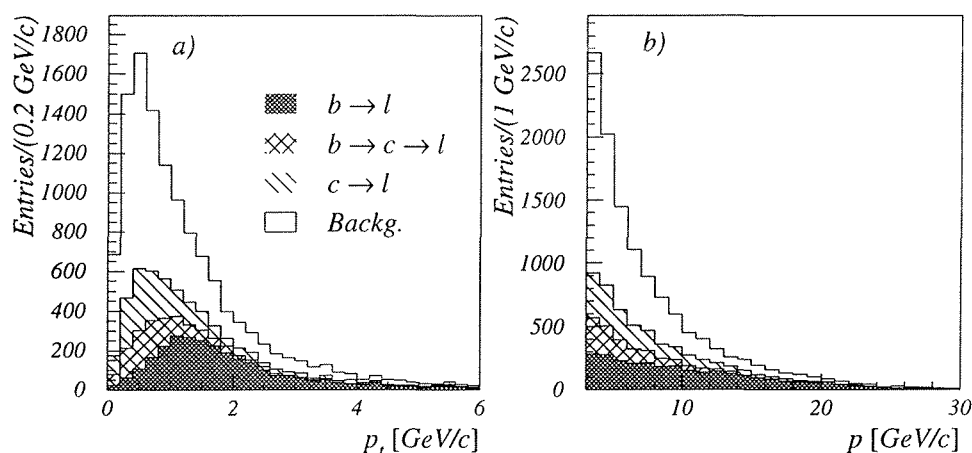 Entries/(0.2 GeV/c)
1800
1600
1400
1200
1000
800
600
400
200
0
a)
b → l
b → c → l
c → l
Backg.
0 2 4 6
p_t [GeV/c]
Entries/(1 GeV/c)
2500
2000
1500
1000
500
0
b)
10 20 30
p [GeV/c]